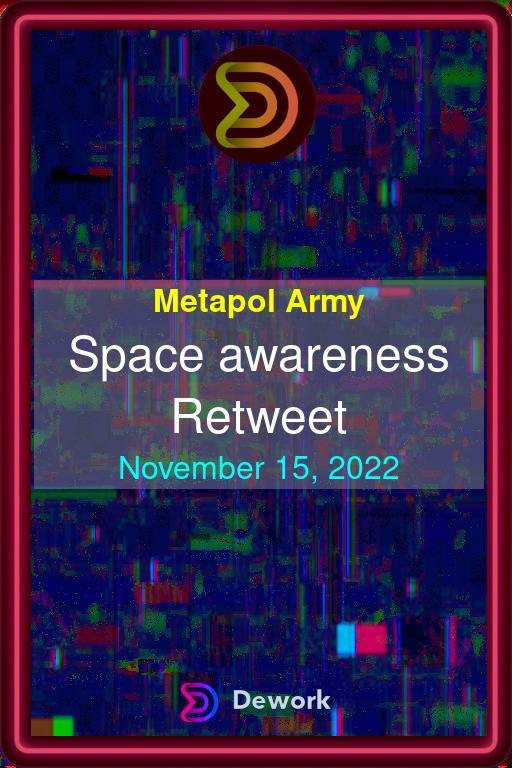 Metapol Army
Space awareness
Retweet
November 15, 2022
Dework